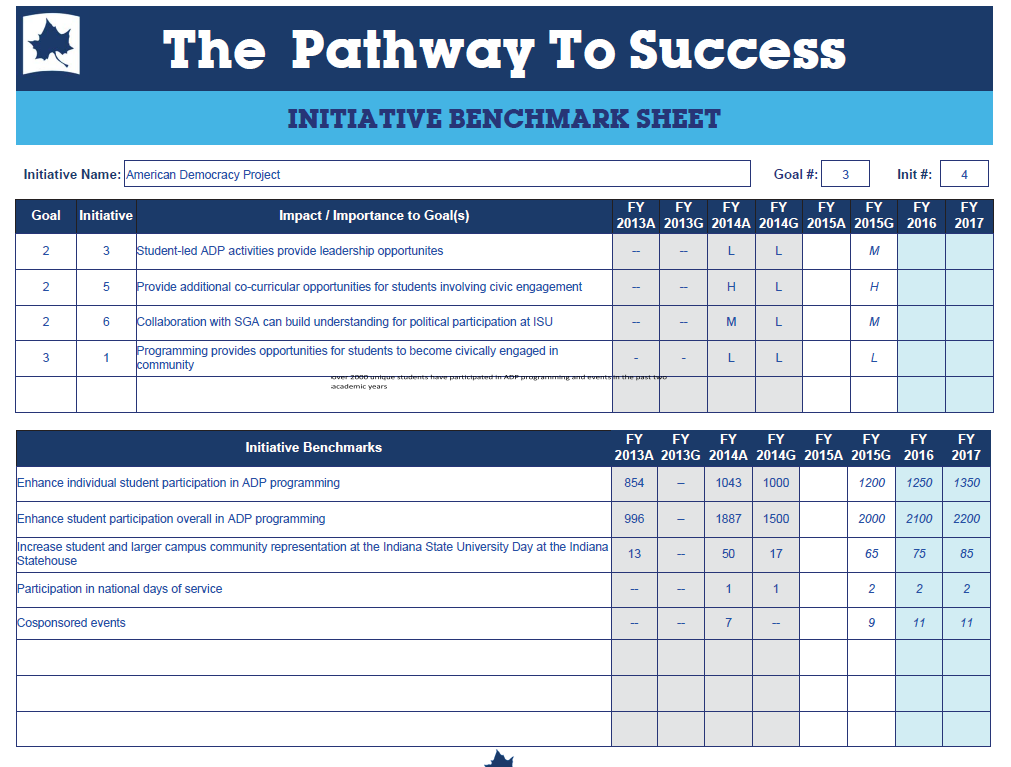 The Pathway To Success
INITIATIVE BENCHMARK SHEET
Initiative Name: American Democracy Project Goal #: 3 Init #: 4
Goal Initiative Impact / Importance to Goal(s) FY 2013A FY 2013G FY 2014A FY 2014G FY 2015A FY 2015G FY 2016 FY 2017
2 3 Student-led ADP activities provide leadership opportunites -- -- L L M
2 5 Provide additional co-curricular opportunities for students involving civic engagement -- -- H L H
2 6 Collaboration with SGA can build understanding for political participation at ISU -- -- M L M
3 1 Programming provides opportunities for students to become civically engaged in
community - - L L L
over 2000 unique students have participated in ADP programming and events in the past two
academic years
Initiative Benchmarks FY 2013A FY 2013G FY 2014A FY 2014G FY 2015A FY 2015G FY 2016 FY 2017
Enhance individual student participation in ADP programming 854 -- 1043 1000 1200 1250 1350
Enhance student participation overall in ADP programming 996 -- 1887 1500 2000 2100 2200
Increase student and larger campus community representation at the Indiana State University Day at the Indiana
Statehouse 13 -- 50 17 65 75 85
Participation in national days of service -- -- 1 1 2 2 2
Cosponsored events -- -- 7 -- 9 11 11